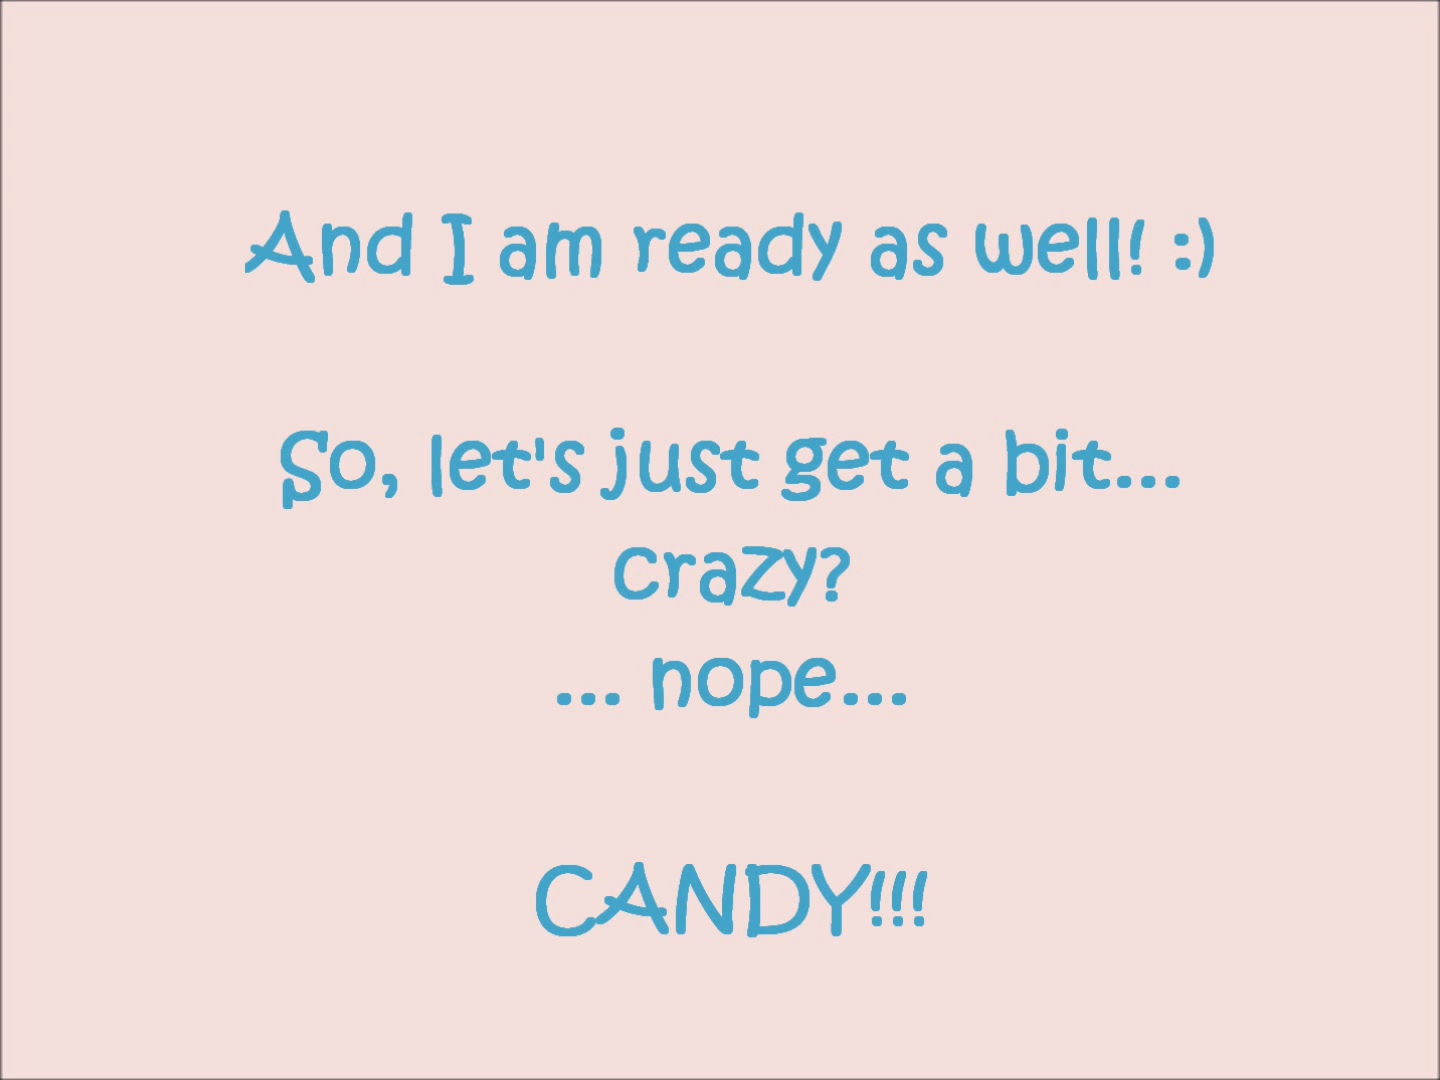 And I am ready as well! :)
So, let's just get a bit...
crazy?
... nope...
CANDY!!!